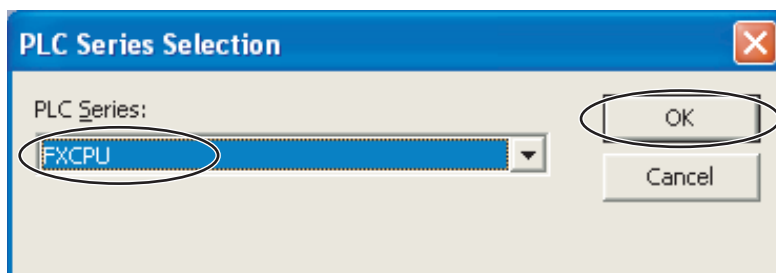 PLC Series Selection
PLC Series:
FXCPU
OK
Cancel